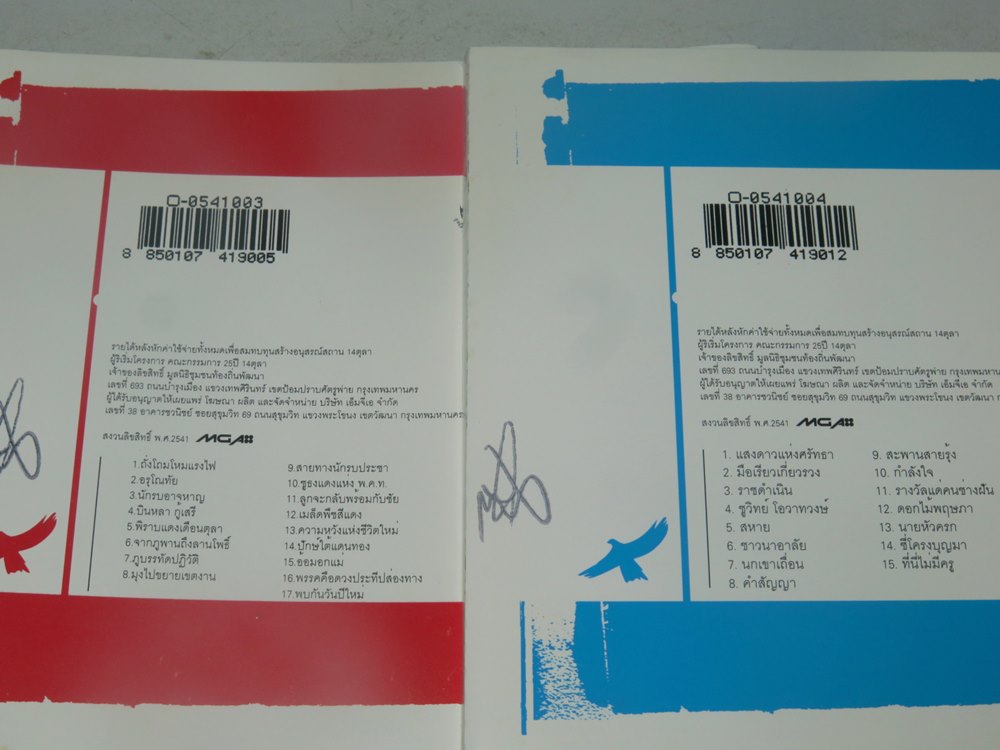 O-0541003
8 850107 419005
รายได้หลังหักค่าใช้จ่ายทั้งหมดเพื่อสมทบทุนสร้างอนุสรณ์สถาน 14ตุลา
ผู้ริเริ่มโครงการ คณะกรรมการ 25ปี 14ตุลา
เจ้าของลิขสิทธิ์ มูลนิธิชุมชนท้องถิ่นพัฒนา
เลขที่ 693 ถนนบำรุงเมือง แขวงเทพศิรินทร์ เขตป้อมปราบศัตรูพ่าย กรุงเทพมหานคร
ผู้ได้รับอนุญาตให้เผยแพร่ โฆษณา ผลิต และจัดจำหน่าย บริษัท เอ็มจีเอ จำกัด
เลขที่ 38 อาคารชวนิชย์ ซอยสุขุมวิท 69 ถนนสุขุมวิท แขวงพระโขนง เขตวัฒนา กรุงเทพมหานคร
สงวนลิขสิทธิ์ พ.ศ.2541 MGA
1.ถั่งโถมโหมแรงไฟ
2.อรุโณทัย
3.นักรบอาจหาญ
4.บินหลา กู้เสรี
5.พิราบแดงเดือนตุลา
6.จากภูพานถึงลานโพธิ์
7.ภูบรรทัดปฏิวัติ
8.มุ่งไปขยายเขตงาน
9.สายทางนักรบประชา
10.ชูธงแดงแห่ง พ.ค.ท.
11.ลูกจะกลับพร้อมกับชัย
12.เมล็ดพืชสีแดง
13.ความหวังแห่งชีวิตใหม่
14.ปักษ์ใต้แดนทอง
15.อ้อมอกแม่
16.พรรคคือดวงประทีปส่องทาง
17.พบกันวันปีใหม่
O-0541004
8 850107 419012
รายได้หลังหักค่าใช้จ่ายทั้งหมดเพื่อสมทบทุนสร้างอนุสรณ์สถาน 14ตุลา
ผู้ริเริ่มโครงการ คณะกรรมการ 25ปี 14ตุลา
เจ้าของลิขสิทธิ์ มูลนิธิชุมชนท้องถิ่นพัฒนา
เลขที่ 693 ถนนบำรุงเมือง แขวงเทพศิรินทร์ เขตป้อมปราบศัตรูพ่าย กรุงเทพมหานคร
ผู้ได้รับอนุญาตให้เผยแพร่ โฆษณา ผลิต และจัดจำหน่าย บริษัท เอ็มจีเอ จำกัด
เลขที่ 38 อาคารชวนิชย์ ซอยสุขุมวิท 69 ถนนสุขุมวิท แขวงพระโขนง เขตวัฒนา
สงวนลิขสิทธิ์ พ.ศ.2541 MGA
1. แสงดาวแห่งศรัทธา
2. มือเรียวเกี่ยวรวง
3. ราชดำเนิน
4. ชูวิทย์ โอวาทวงษ์
5. สหาย
6. ชาวนาอาลัย
7. นกเขาเถื่อน
8. คำสัญญา
9. สะพานสายรุ้ง
10. กำลังใจ
11. รางวัลแด่คนช่างฝัน
12. ดอกไม้พฤษภา
13. นายหัวครก
14. ซี่โครงบุญมา
15. ที่นี่ไม่มีครู